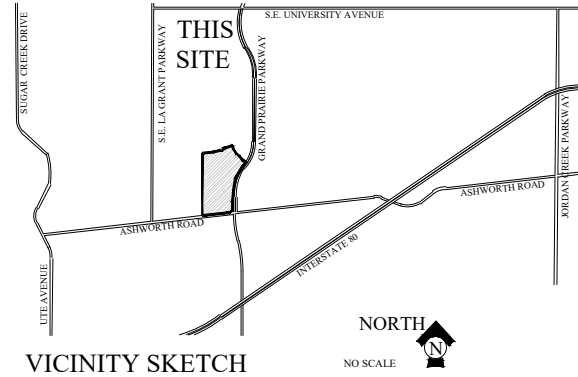 S.E. UNIVERSITY AVENUE
THIS
SITE
SUGAR CREEK DRIVE
S.E. LA GRANT PARKWAY
GRAND PRAIRIE PARKWAY
JORDAN CREEK PARKWAY
ASHWORTH ROAD
ASHWORTH ROAD
INTERSTATE 80
UTE AVENUE
NORTH
N
VICINITY SKETCH
NO SCALE